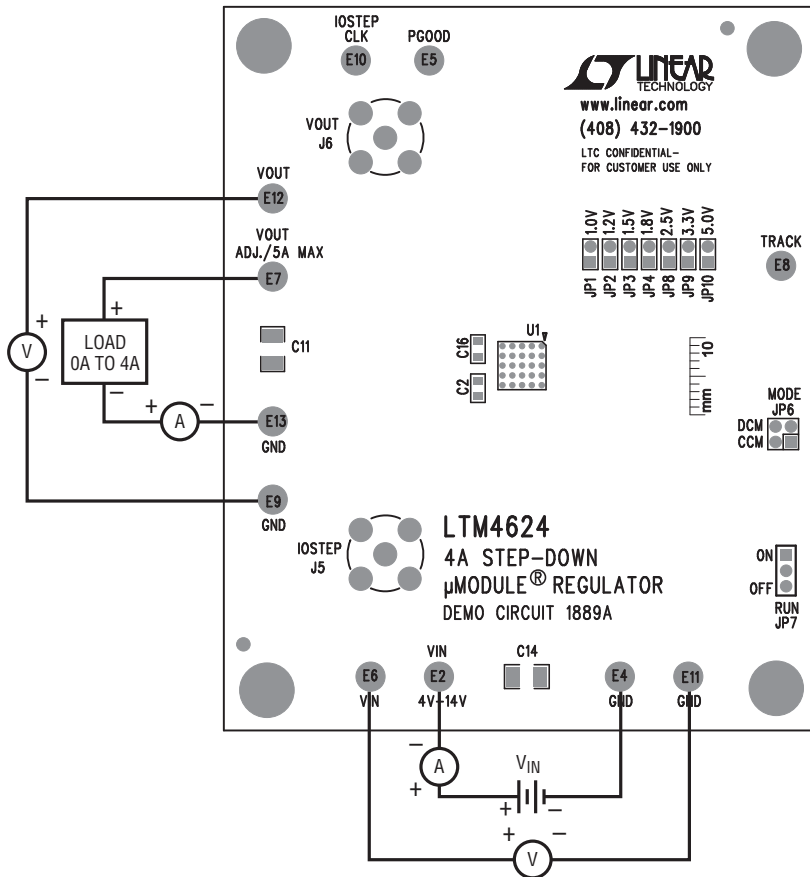 IOSTEP
CLK
PGOOD
E10
E5
LINEAR
TECHNOLOGY
www.linear.com
(408) 432-1900
LTC CONFIDENTIAL-
FOR CUSTOMER USE ONLY
VOUT
J6
VOUT
E12
VOUT
ADJ./5A MAX
E7
1.0V
1.2V
1.5V
1.8V
2.5V
3.3V
5.0V
JP1
JP2
JP3
JP4
JP8
JP9
JP10
TRACK
E8
+
V
−
+
LOAD
0A TO 4A
−
+
A
−
C11
E13
GND
E9
GND
U1
C16
C2
10
mm
MODE
JP6
DCM
CCM
IOSTEP
J5
LTM4624
4A STEP-DOWN
µMODULE® REGULATOR
DEMO CIRCUIT 1889A
ON
OFF
RUN
JP7
VIN
C14
E6
E2
E4
E11
VIN
4V-14V
GND
GND
−
A
+
VIN
+
−
+
−
V